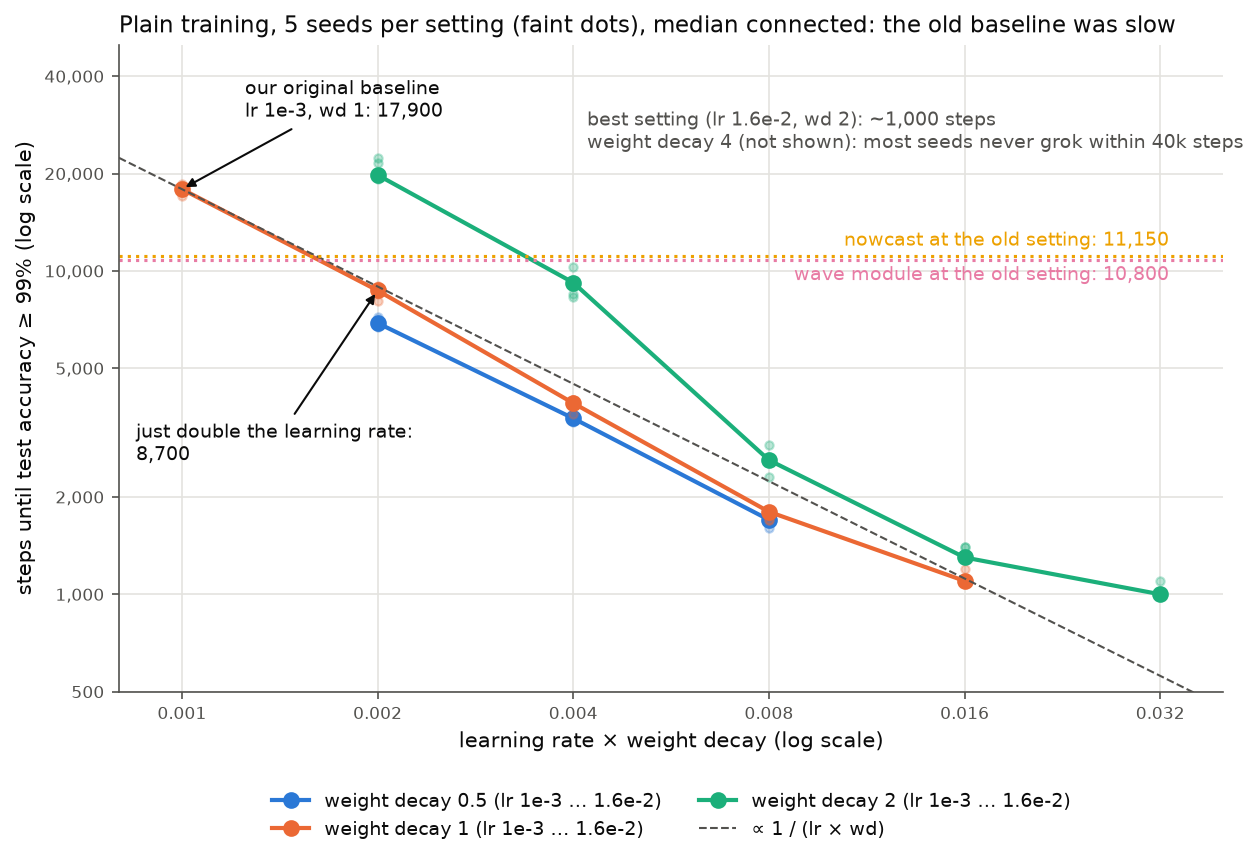 Plain training, 5 seeds per setting (faint dots), median connected: the old baseline was slow
steps until test accuracy ≥ 99% (log scale)
40,000
20,000
10,000
5,000
2,000
1,000
500
our original baseline
lr 1e-3, wd 1: 17,900
best setting (lr 1.6e-2, wd 2): ~1,000 steps
weight decay 4 (not shown): most seeds never grok within 40k steps
nowcast at the old setting: 11,150
wave module at the old setting: 10,800
just double the learning rate:
8,700
0.001
0.002
0.004
0.008
0.016
0.032
learning rate × weight decay (log scale)
weight decay 0.5 (lr 1e-3 ... 1.6e-2)
weight decay 1 (lr 1e-3 ... 1.6e-2)
weight decay 2 (lr 1e-3 ... 1.6e-2)
∝ 1 / (lr × wd)